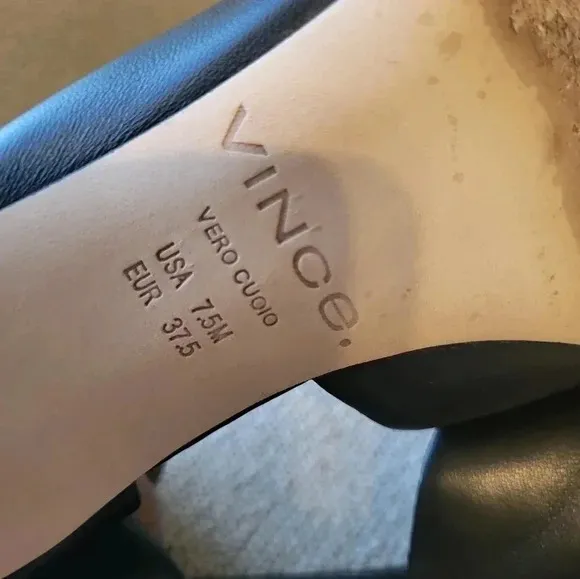 VINCe.
VERO CUOIO
USA 7.5M
EUR 37.5